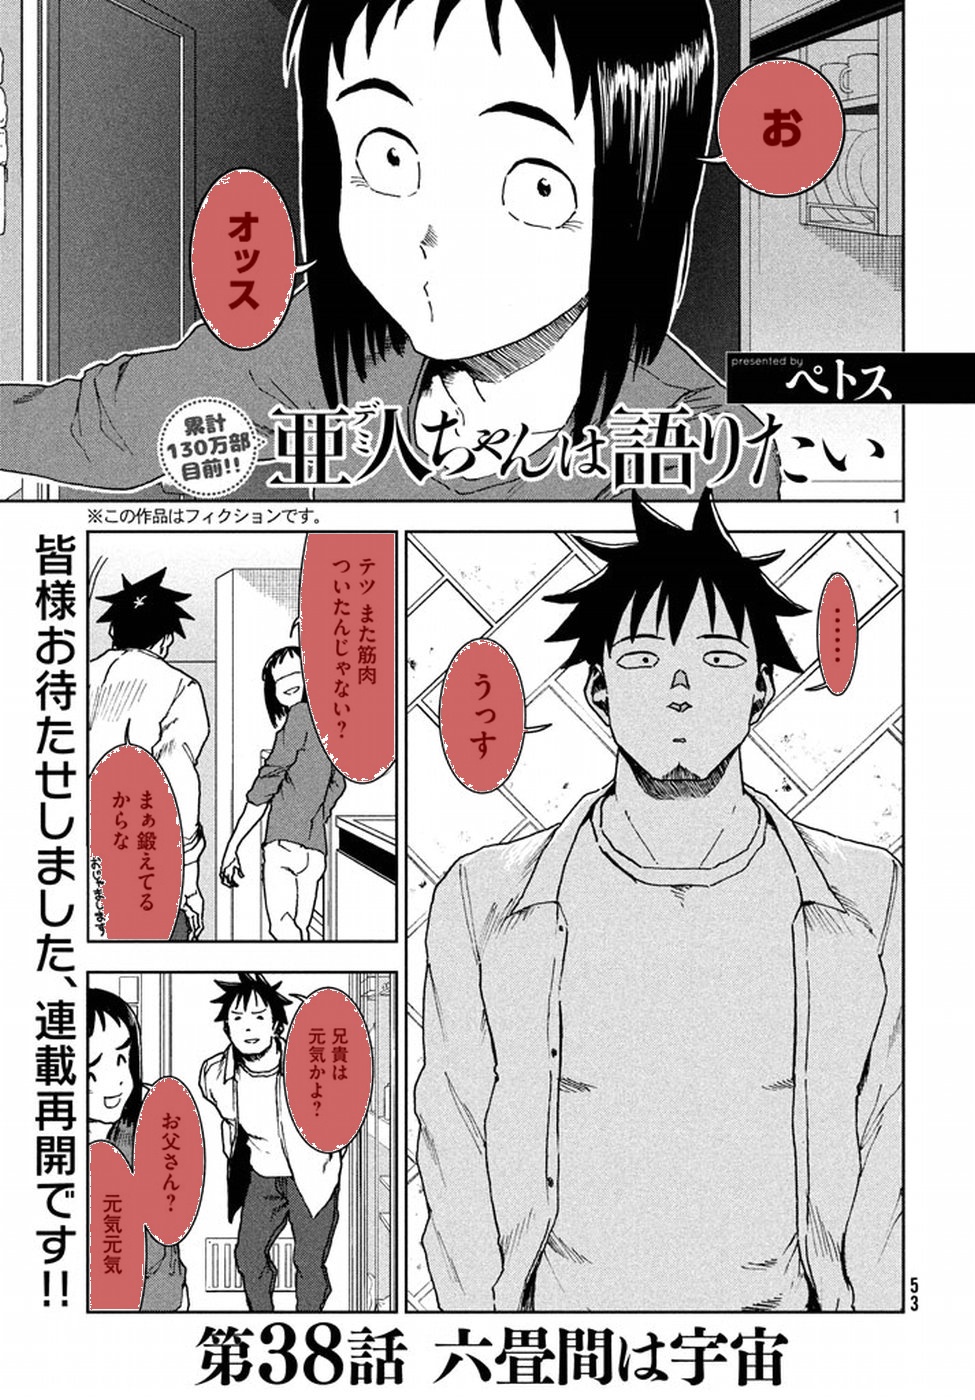 お
オッス
presented by
ペトス
累計
130万部
目前!!
デミ
亜人ちゃんは語りたい
※この作品はフィクションです。
1
皆様お待たせしました、連載再開です!!
……
うっす
テツ また筋肉
ついたんじゃない?
まぁ鍛えてる
からな
おじゃまします
兄貴は
元気かよ?
お父さん?
元気元気
53
第38話 六畳間は宇宙